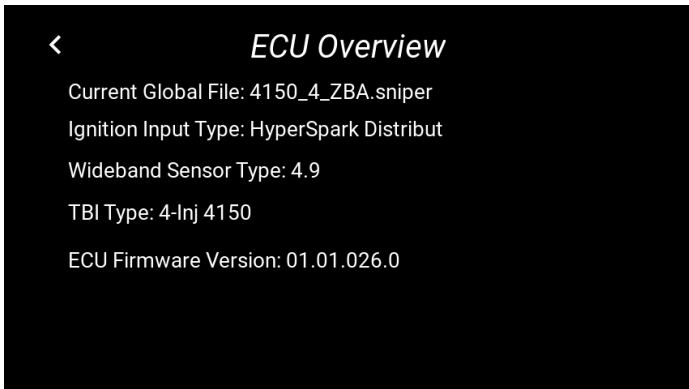 ECU Overview
Current Global File: 4150_4_ZBA.sniper
Ignition Input Type: HyperSpark Distribut
Wideband Sensor Type: 4.9
TBI Type: 4-Inj 4150
ECU Firmware Version: 01.01.026.0